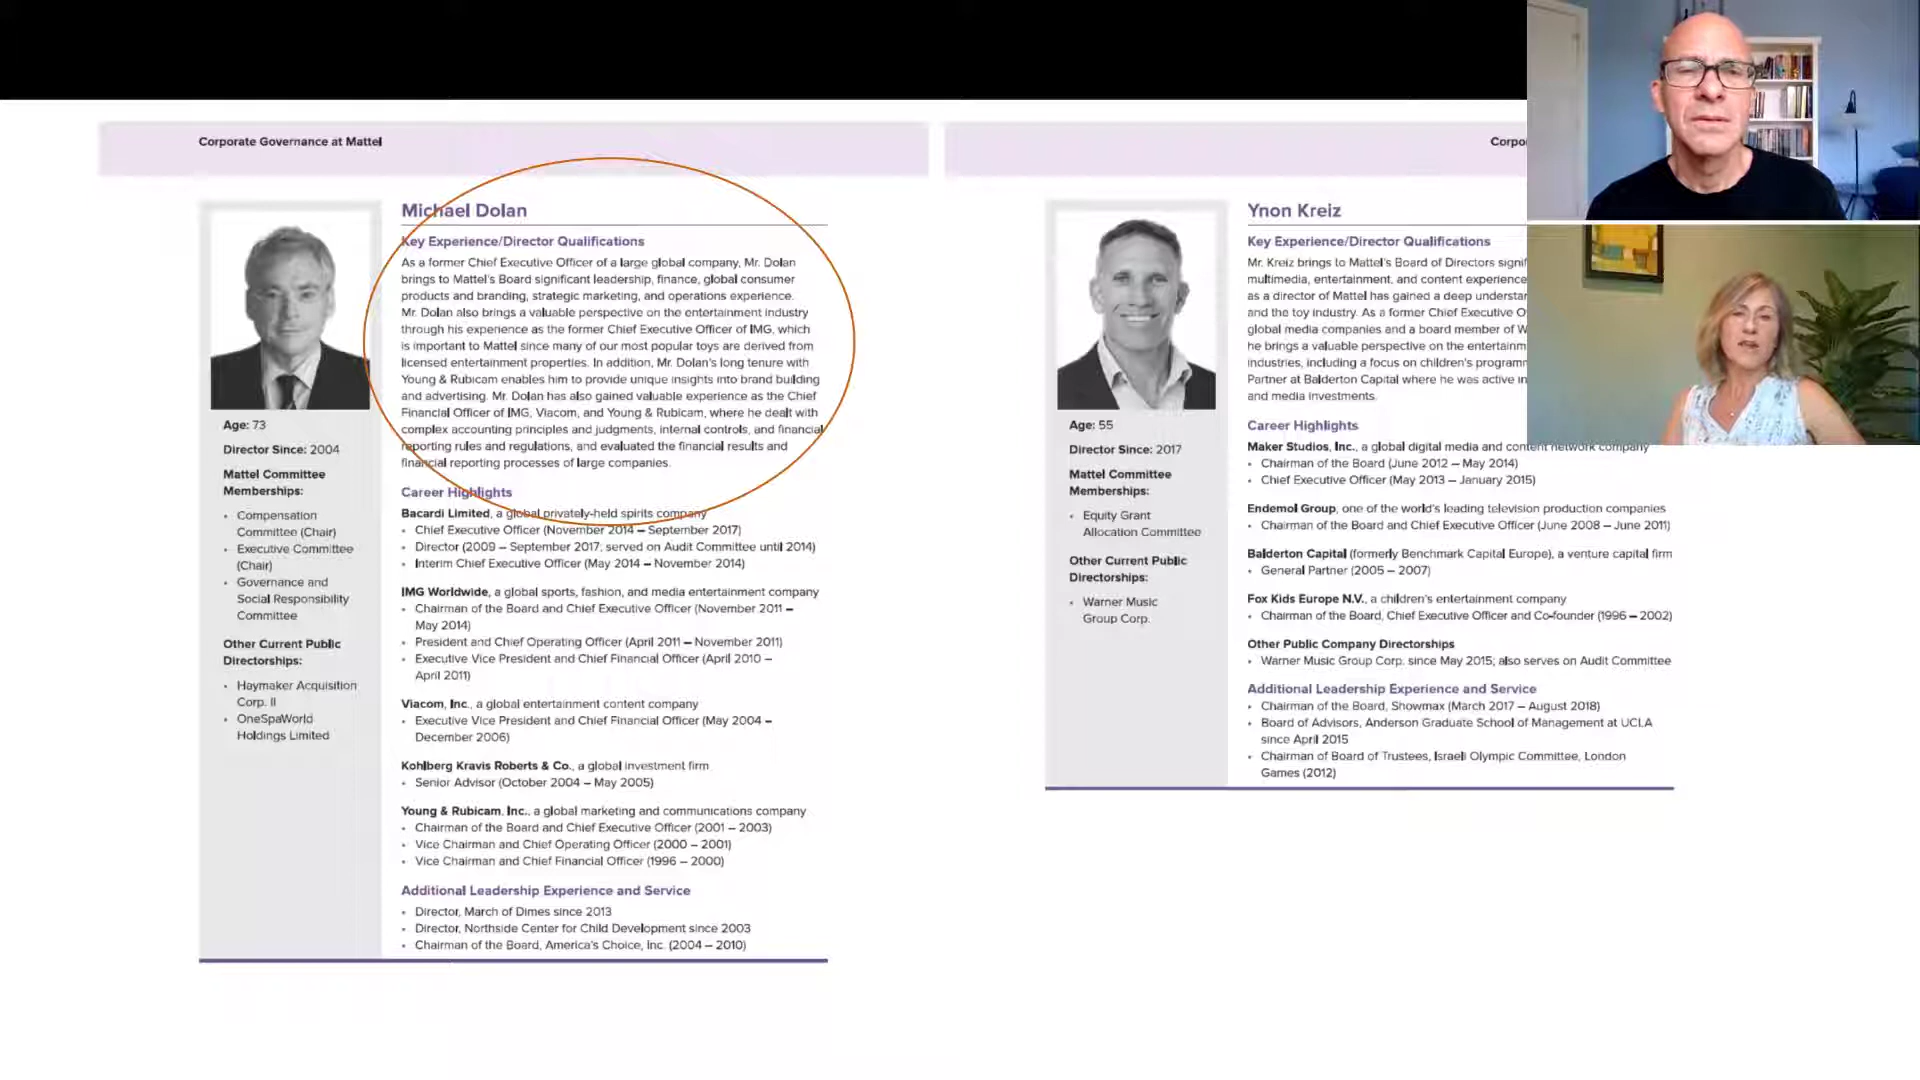 Corporate Governance at Mattel
Michael Dolan
Key Experience/Director Qualifications
As a former Chief Executive Officer of a large global company, Mr. Dolan
brings to Mattel's Board significant leadership, finance, global consumer
products and branding, strategic marketing, and operations experience.
Mr. Dolan also brings a valuable perspective on the entertainment industry
through his experience as the former Chief Executive Officer of IMG, which
is important to Mattel since many of our most popular toys are derived from
licensed entertainment properties. In addition, Mr. Dolan's long tenure with
Young & Rubicam enables him to provide unique insights into brand building
and advertising. Mr. Dolan has also gained valuable experience as the Chief
Financial Officer of IMG, Viacom, and Young & Rubicam, where he dealt with
complex accounting principles and judgments, internal controls, and financial
reporting rules and regulations, and evaluated the financial results and
financial reporting processes of large companies.
Age: 73
Director Since: 2004
Mattel Committee
Memberships:
• Compensation
Committee (Chair)
• Executive Committee
(Chair)
• Governance and
Social Responsibility
Committee
Other Current Public
Directorships:
• Haymaker Acquisition
Corp. II
• OneSpaWorld
Holdings Limited
Career Highlights
Bacardi Limited, a global privately-held spirits company
• Chief Executive Officer (November 2014 – September 2017)
• Director (2009 – September 2017; served on Audit Committee until 2014)
• Interim Chief Executive Officer (May 2014 – November 2014)
IMG Worldwide, a global sports, fashion, and media entertainment company
• Chairman of the Board and Chief Executive Officer (November 2011 –
May 2014)
• President and Chief Operating Officer (April 2011 – November 2011)
• Executive Vice President and Chief Financial Officer (April 2010 –
April 2011)
Viacom, Inc., a global entertainment content company
• Executive Vice President and Chief Financial Officer (May 2004 –
December 2006)
Kohlberg Kravis Roberts & Co., a global investment firm
• Senior Advisor (October 2004 – May 2005)
Young & Rubicam, Inc., a global marketing and communications company
• Chairman of the Board and Chief Executive Officer (2001 – 2003)
• Vice Chairman and Chief Operating Officer (2000 – 2001)
• Vice Chairman and Chief Financial Officer (1996 – 2000)
Additional Leadership Experience and Service
• Director, March of Dimes since 2013
• Director, Northside Center for Child Development since 2003
• Chairman of the Board, America's Choice, Inc. (2004 – 2010)
Corpo
Ynon Kreiz
Key Experience/Director Qualifications
Mr. Kreiz brings to Mattel's Board of Directors signif
multimedia, entertainment, and content experience
as a director of Mattel has gained a deep understar
and the toy industry. As a former Chief Executive O
global media companies and a board member of W
he brings a valuable perspective on the entertainm
industries, including a focus on children's programm
Partner at Balderton Capital where he was active in
and media investments.
Age: 55
Director Since: 2017
Mattel Committee
Memberships:
• Equity Grant
Allocation Committee
Other Current Public
Directorships:
• Warner Music
Group Corp.
Career Highlights
Maker Studios, Inc., a global digital media and content network company
• Chairman of the Board (June 2012 – May 2014)
• Chief Executive Officer (May 2013 – January 2015)
Endemol Group, one of the world's leading television production companies
• Chairman of the Board and Chief Executive Officer (June 2008 – June 2011)
Balderton Capital (formerly Benchmark Capital Europe), a venture capital firm
• General Partner (2005 – 2007)
Fox Kids Europe N.V., a children's entertainment company
• Chairman of the Board, Chief Executive Officer and Co-founder (1996 – 2002)
Other Public Company Directorships
• Warner Music Group Corp. since May 2015; also serves on Audit Committee
Additional Leadership Experience and Service
• Chairman of the Board, Showmax (March 2017 – August 2018)
• Board of Advisors, Anderson Graduate School of Management at UCLA
since April 2015
• Chairman of Board of Trustees, Israeli Olympic Committee, London
Games (2012)